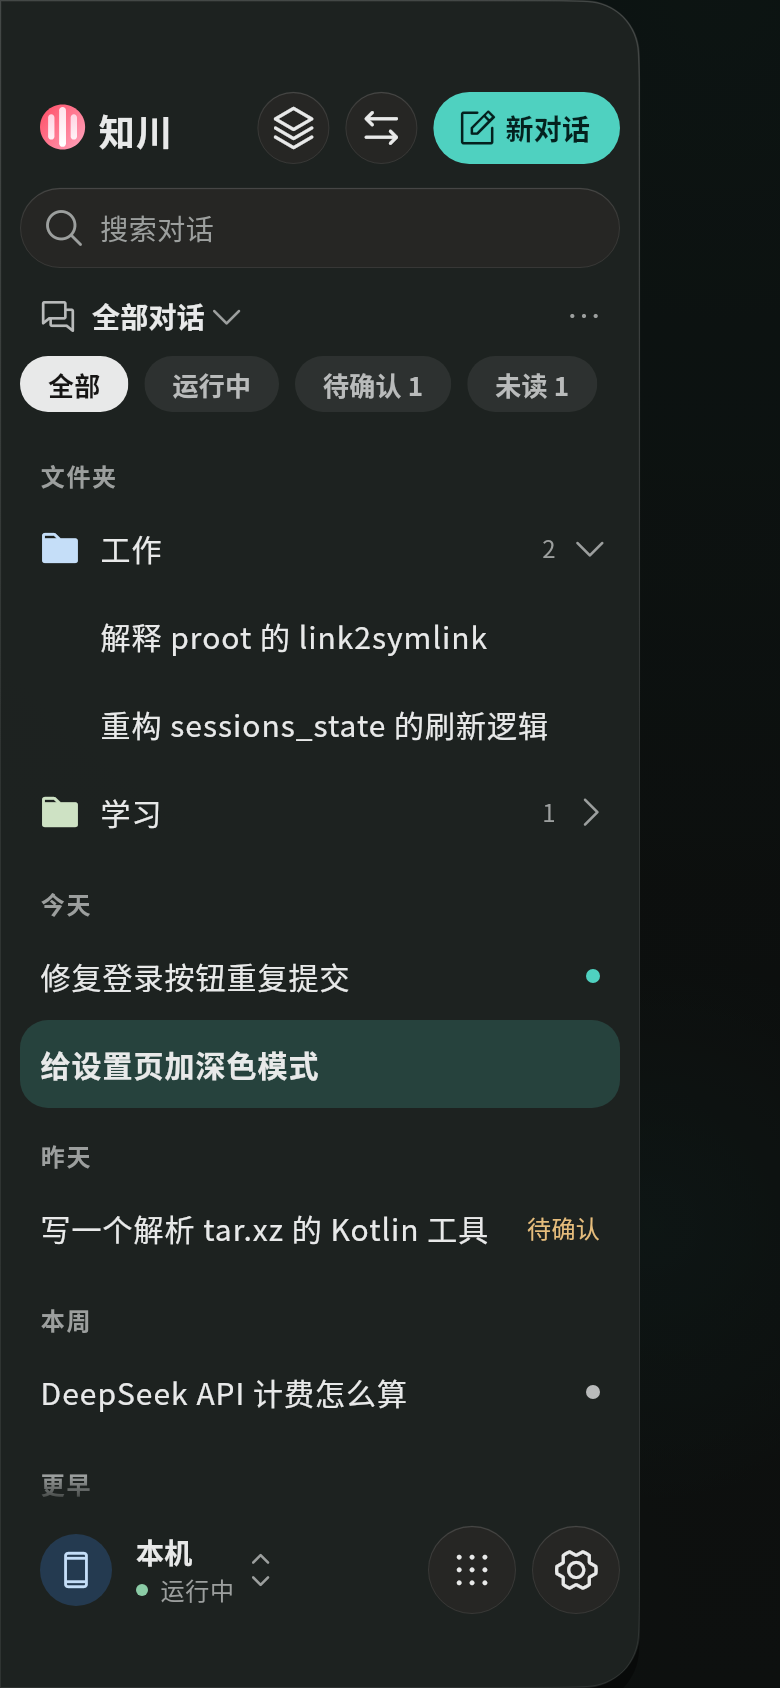 知川
新对话
搜索对话
全部对话
全部 运行中 待确认 1 未读 1
文件夹
工作 2
解释 proot 的 link2symlink
重构 sessions_state 的刷新逻辑
学习 1
今天
修复登录按钮重复提交
给设置页加深色模式
昨天
写一个解析 tar.xz 的 Kotlin 工具 待确认
本周
DeepSeek API 计费怎么算
更早
本机
运行中